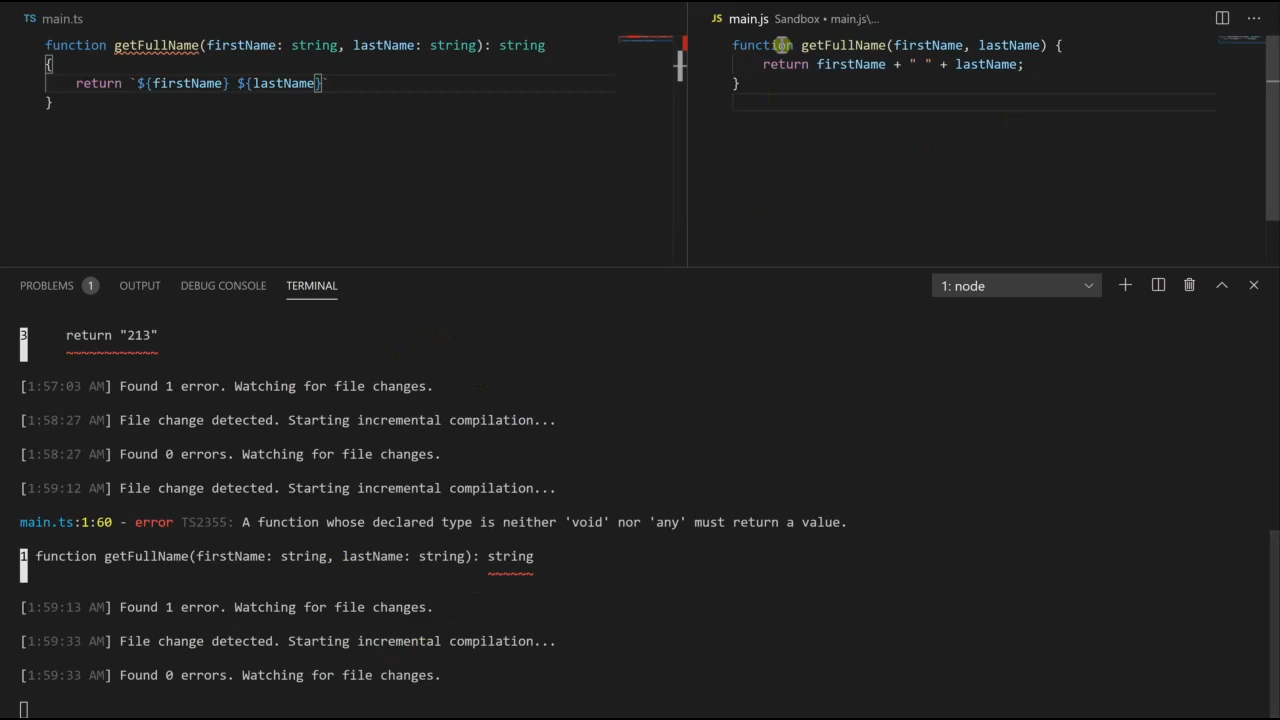 TS main.ts
function getFullName(firstName: string, lastName: string): string
{
return `${firstName} ${lastName}`
}
JS main.js Sandbox • main.js\...
function getFullName(firstName, lastName) {
return firstName + " " + lastName;
}
PROBLEMS 1 OUTPUT DEBUG CONSOLE TERMINAL 1: node
3 return "213"
~~~~~~~~~~~~
[1:57:03 AM] Found 1 error. Watching for file changes.
[1:58:27 AM] File change detected. Starting incremental compilation...
[1:58:27 AM] Found 0 errors. Watching for file changes.
[1:59:12 AM] File change detected. Starting incremental compilation...
main.ts:1:60 - error TS2355: A function whose declared type is neither 'void' nor 'any' must return a value.
1 function getFullName(firstName: string, lastName: string): string
~~~~~~
[1:59:13 AM] Found 1 error. Watching for file changes.
[1:59:33 AM] File change detected. Starting incremental compilation...
[1:59:33 AM] Found 0 errors. Watching for file changes.